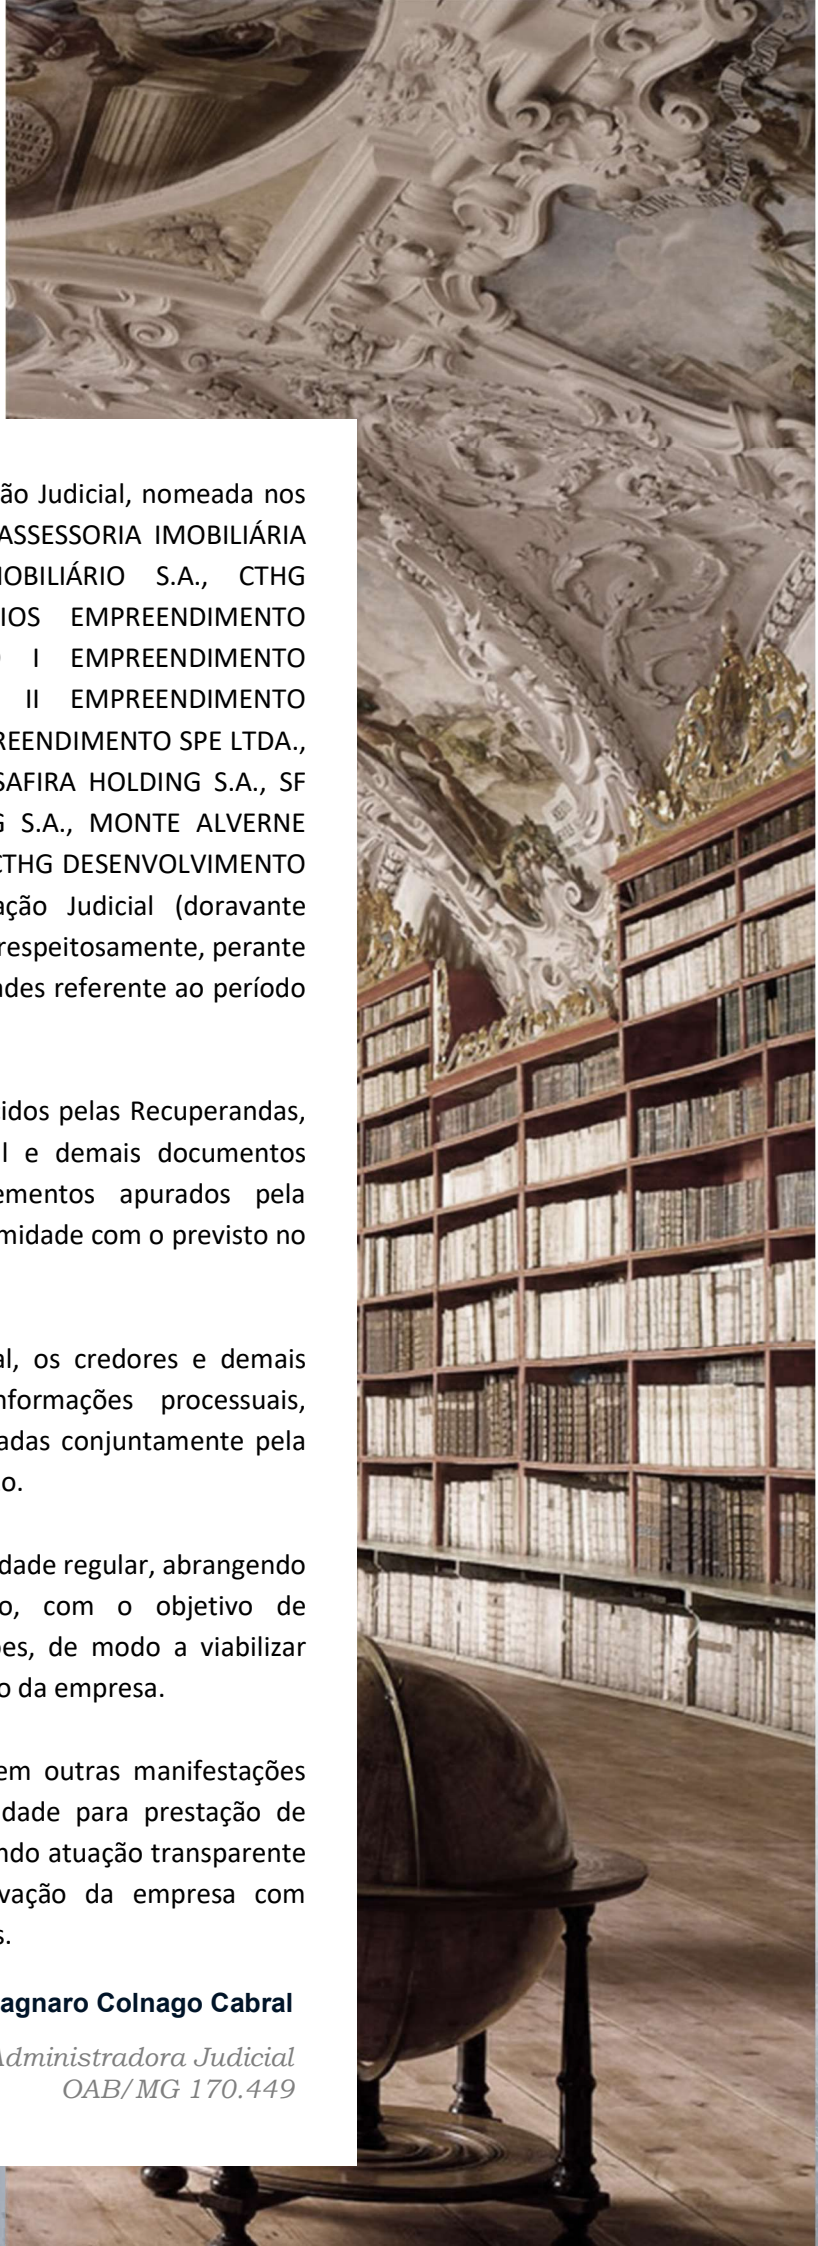 ão Judicial, nomeada nos
ASSESSORIA IMOBILIÁRIA
OBILIÁRIO S.A., CTHG
IOS EMPREENDIMENTO
I EMPREENDIMENTO
II EMPREENDIMENTO
REENDIMENTO SPE LTDA.,
SAFIRA HOLDING S.A., SF
G S.A., MONTE ALVERNE
CTHG DESENVOLVIMENTO
ação Judicial (doravante
respeitosamente, perante
ades referente ao período
tidos pelas Recuperandas,
l e demais documentos
ementos apurados pela
midade com o previsto no
al, os credores e demais
nformações processuais,
adas conjuntamente pela
o.
dade regular, abrangendo
o, com o objetivo de
ões, de modo a viabilizar
o da empresa.
em outras manifestações
idade para prestação de
ndo atuação transparente
vação da empresa com
s.
agnaro Colnago Cabral
Administradora Judicial
OAB/MG 170.449